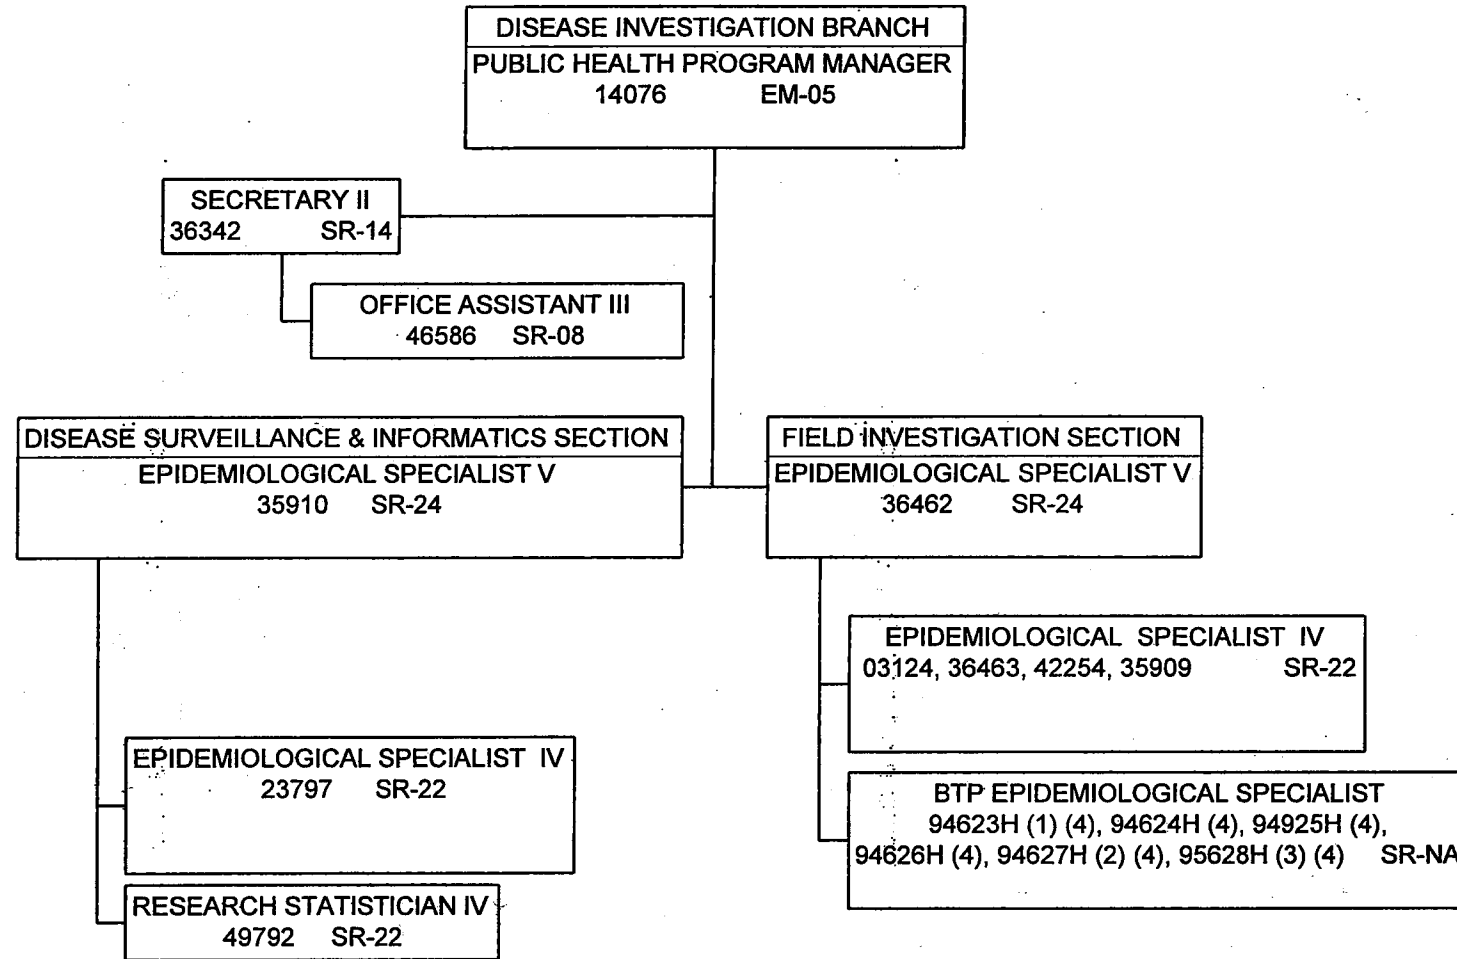 DISEASE INVESTIGATION BRANCH
PUBLIC HEALTH PROGRAM MANAGER
14076 EM-05
SECRETARY II
36342 SR-14
OFFICE ASSISTANT III
46586 SR-08
DISEASE SURVEILLANCE & INFORMATICS SECTION
EPIDEMIOLOGICAL SPECIALIST V
35910 SR-24
FIELD INVESTIGATION SECTION
EPIDEMIOLOGICAL SPECIALIST V
36462 SR-24
EPIDEMIOLOGICAL SPECIALIST IV
23797 SR-22
RESEARCH STATISTICIAN IV
49792 SR-22
EPIDEMIOLOGICAL SPECIALIST IV
03124, 36463, 42254, 35909 SR-22
BTP EPIDEMIOLOGICAL SPECIALIST
94623H (1) (4), 94624H (4), 94925H (4),
94626H (4), 94627H (2) (4), 95628H (3) (4) SR-NA